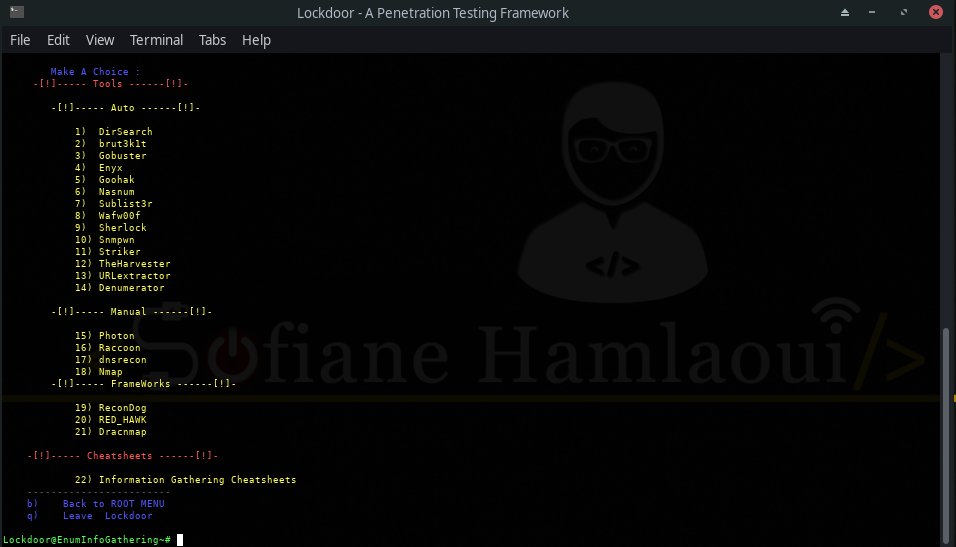 Lockdoor - A Penetration Testing Framework
File Edit View Terminal Tabs Help
Make A Choice :
-[!]----- Tools ------[!]-
-[!]----- Auto ------[!]-
1) DirSearch
2) brut3k1t
3) Gobuster
4) Enyx
5) Goohak
6) Nasnum
7) Sublist3r
8) Wafw00f
9) Sherlock
10) Snmpwn
11) Striker
12) TheHarvester
13) URLextractor
14) Denumerator
-[!]----- Manual ------[!]-
15) Photon
16) Raccoon
17) dnsrecon
18) Nmap
-[!]----- FrameWorks ------[!]-
19) ReconDog
20) RED_HAWK
21) Dracnmap
-[!]----- Cheatsheets ------[!]-
22) Information Gathering Cheatsheets
------------------------
b) Back to ROOT MENU
q) Leave Lockdoor
Lockdoor@EnumInfoGathering~#
</>
Sofiane Hamlaoui/>